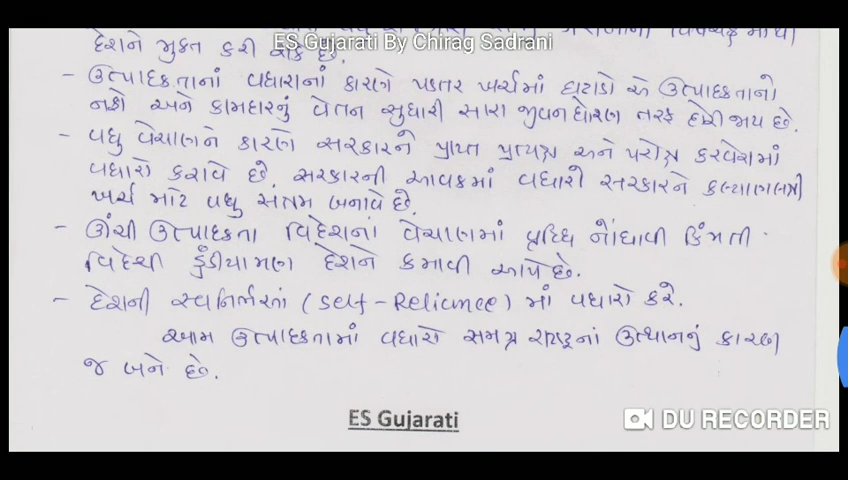 દેશને મુક્ત કરી શકે છે.
ES Gujarati By Chirag Sadrani
- ઉત્પાદકતાનાં વધારાનાં કારણે પડતર ખર્ચમાં ઘટાડો એ ઉત્પાદકતાનો
નફો અને કામદારનું વેતન સુધારી સારા જીવનધોરણ તરફ દોરી જાય છે.
- વધુ વેચાણને કારણે સરકારને પ્રાપ્ત પ્રત્યક્ષ અને પરોક્ષ કરવેરામાં
વધારો કરાવે છે. સરકારની આવકમાં વધારો સરકારને કલ્યાણલક્ષી
ખર્ચ માટે વધુ સક્ષમ બનાવે છે.
- ઊંચી ઉત્પાદકતા વિદેશનાં વેચાણમાં વૃદ્ધિ નોંધાવી કિંમતી
વિદેશી હૂંડીયામણ દેશને કમાવી આપે છે.
- દેશની સ્વનિર્ભરતાં (Self-Reliance) માં વધારો કરે.
આમ ઉત્પાદકતામાં વધારો સમગ્ર રાષ્ટ્રનાં ઉત્થાનનું કારણ
જ બને છે.
ES Gujarati
DU RECORDER